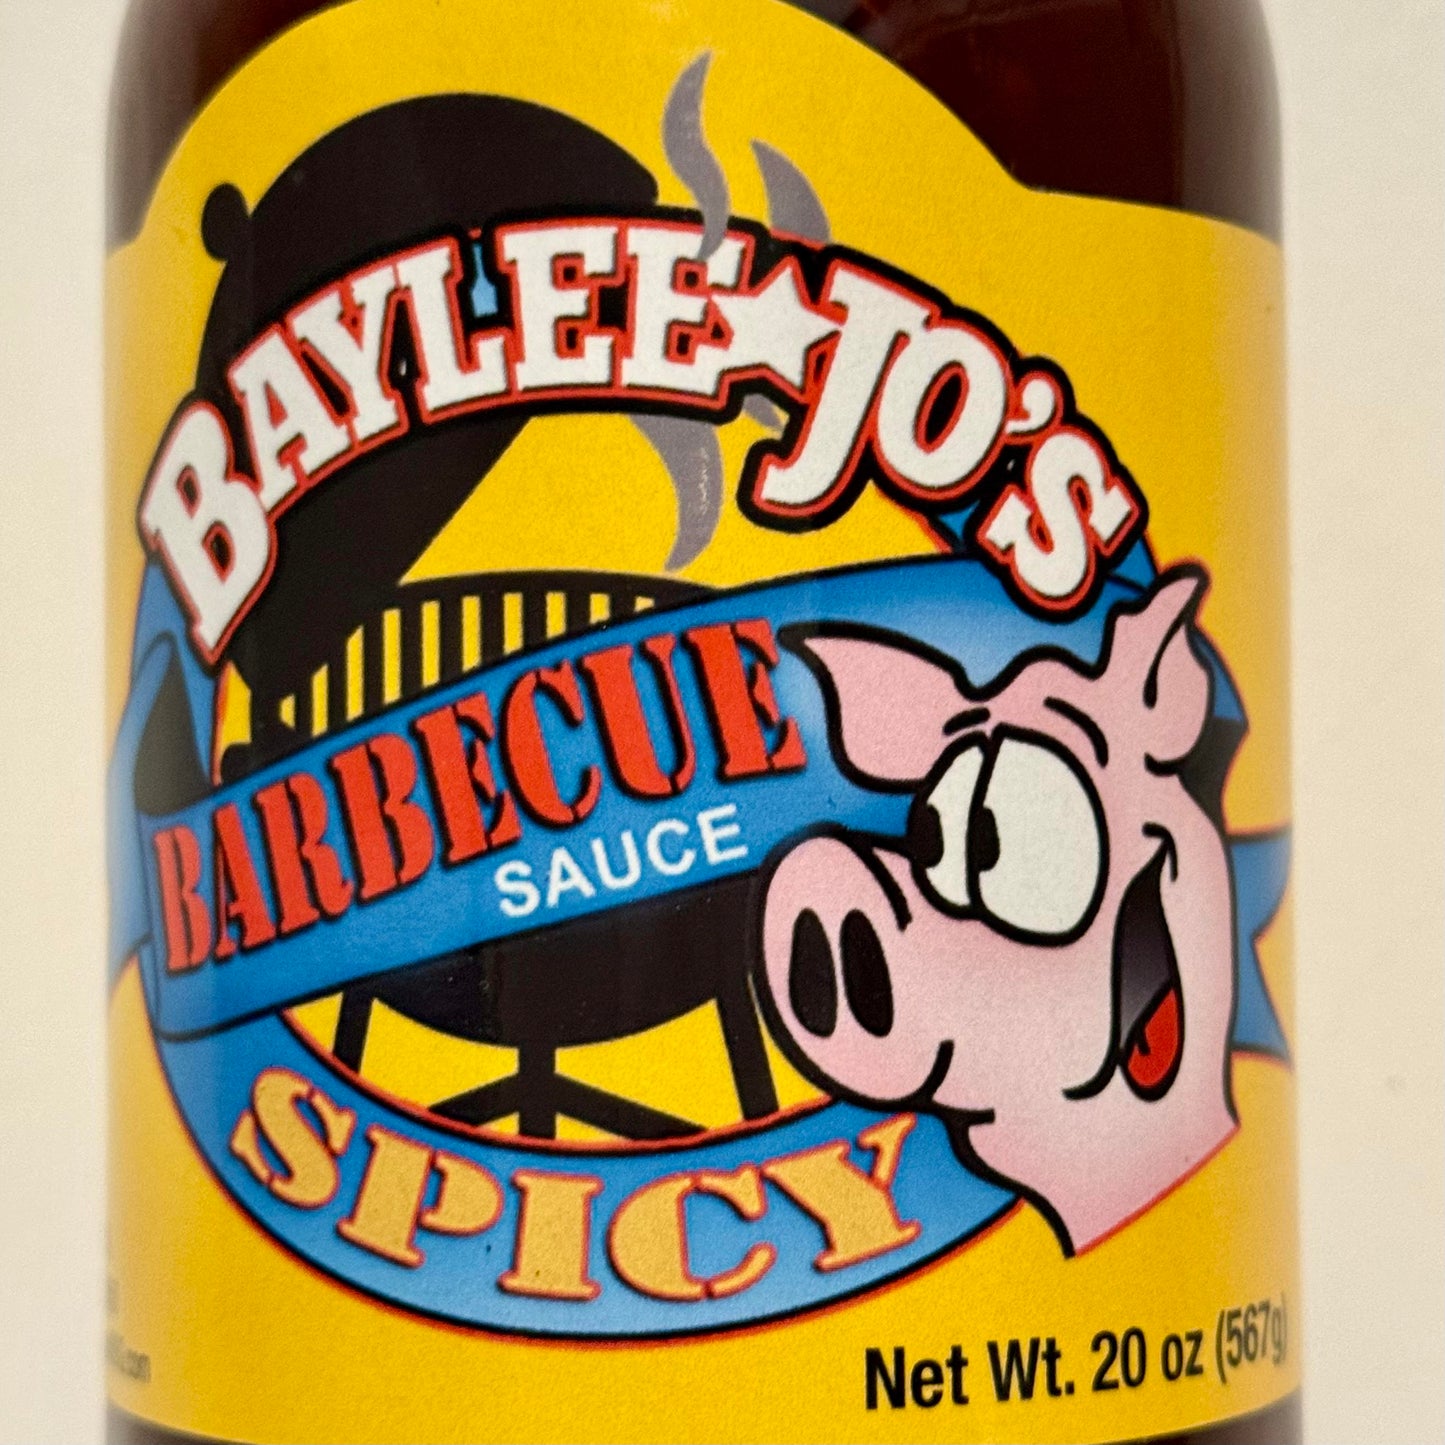 BAYLEE★JO'S
BARBECUE
SAUCE
SPICY
Net Wt. 20 oz (567g)